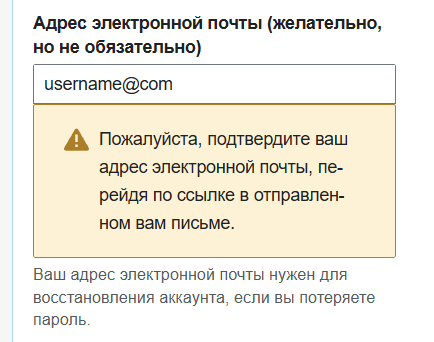 Адрес электронной почты (желательно,
но не обязательно)
username@com
Пожалуйста, подтвердите ваш
адрес электронной почты, пе-
рейдя по ссылке в отправлен-
ном вам письме.
Ваш адрес электронной почты нужен для
восстановления аккаунта, если вы потеряете
пароль.